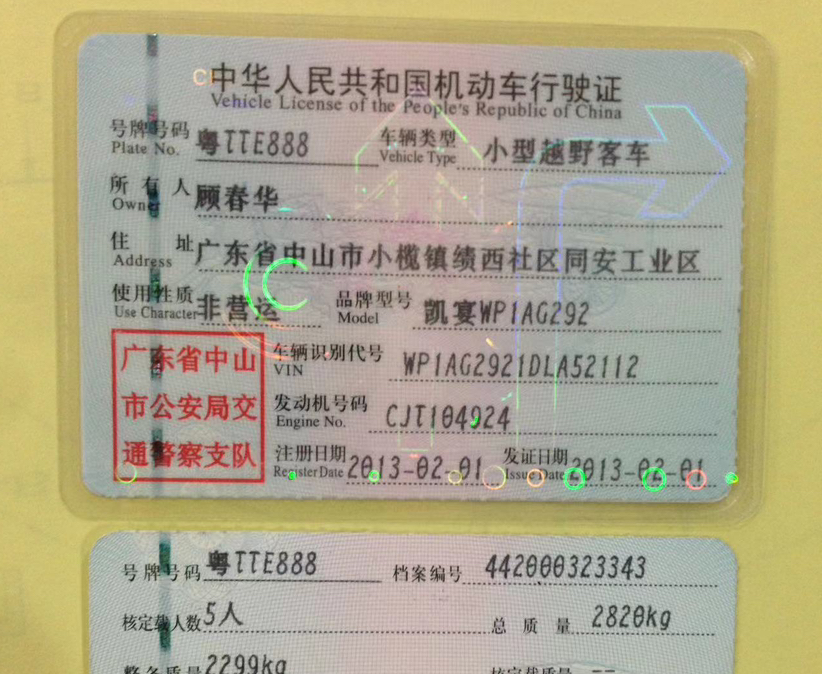 中华人民共和国机动车行驶证
Vehicle License of the People's Republic of China
号牌号码 粤TTE888 车辆类型 小型越野客车
Plate No. Vehicle Type
所有人 顾春华
Owner
住址 广东省中山市小榄镇绩西社区同安工业区
Address
使用性质 非营运 品牌型号 凯宴WP1AG292
Use Character Model
广东省中山
市公安局交
通警察支队
车辆识别代号 WP1AG2921DLA52112
VIN
发动机号码 CJT104924
Engine No.
注册日期 2013-02-01 发证日期 2013-02-01
Register Date Issue Date
号牌号码 粤TTE888 档案编号 442000323343
核定载人数 5人 总质量 2820kg
整备质量 2299kg 核定载质量 --